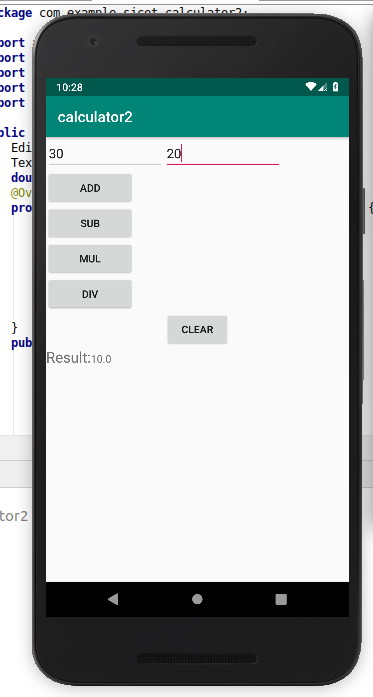 ckage com.example.sicet.calculator2;
port
port
port
port
port
blic
Edi
Tex
dou
@Ov
pro
{
}
pub
tor2
10:28
calculator2
30 20
ADD
SUB
MUL
DIV
CLEAR
Result:10.0